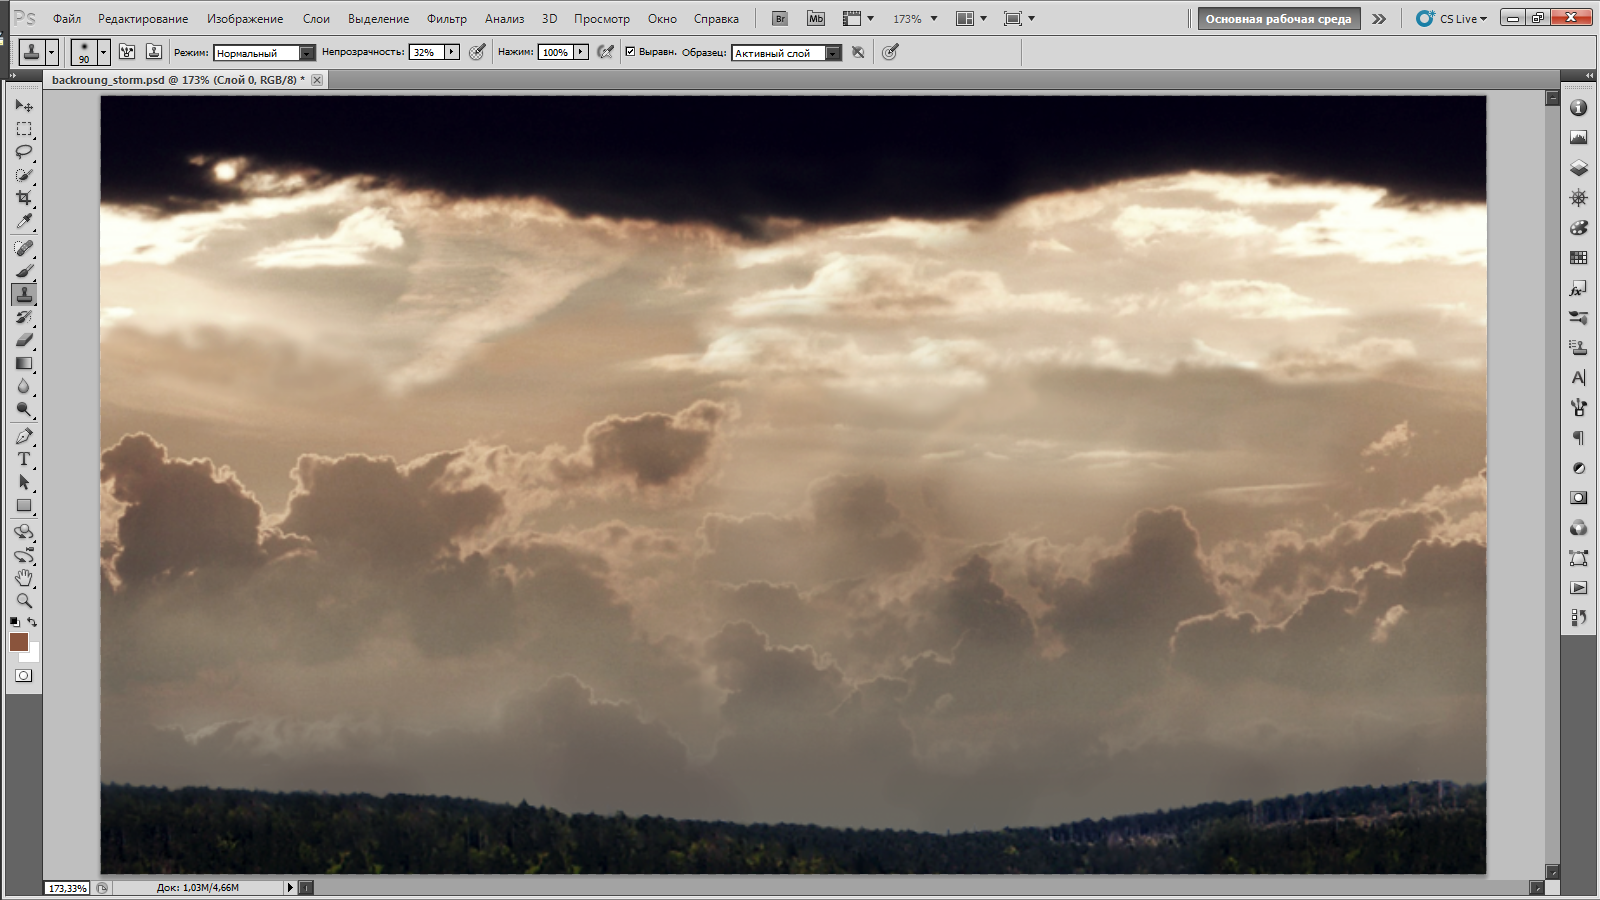 Ps Файл Редактирование Изображение Слои Выделение Фильтр Анализ 3D Просмотр Окно Справка Br Mb 173% Основная рабочая среда CS Live
90 Режим: Нормальный Непрозрачность: 32% Нажим: 100% Выравн. Образец: Активный слой
backroung_storm.psd @ 173% (Слой 0, RGB/8) *
173,33% Док: 1,03M/4,66M